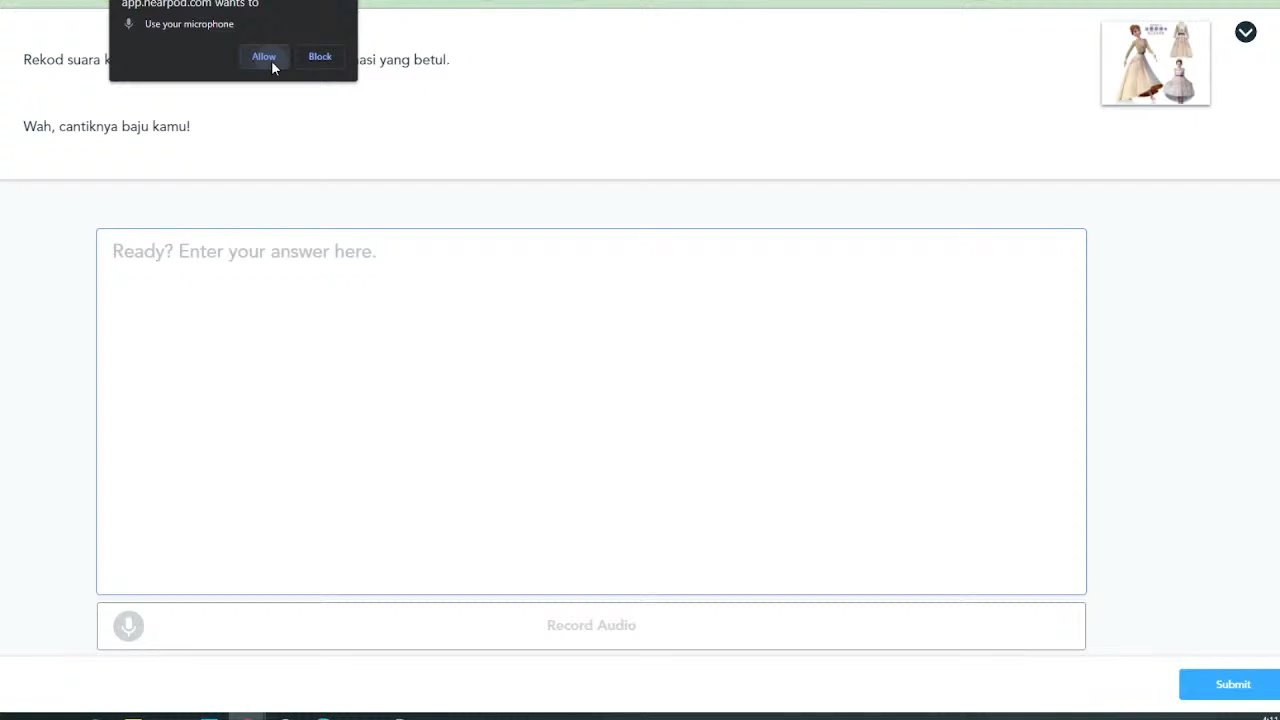 app.nearpod.com wants to
Use your microphone
Allow
Block
Rekod suara k
asi yang betul.
Wah, cantiknya baju kamu!
Ready? Enter your answer here.
Record Audio
Submit